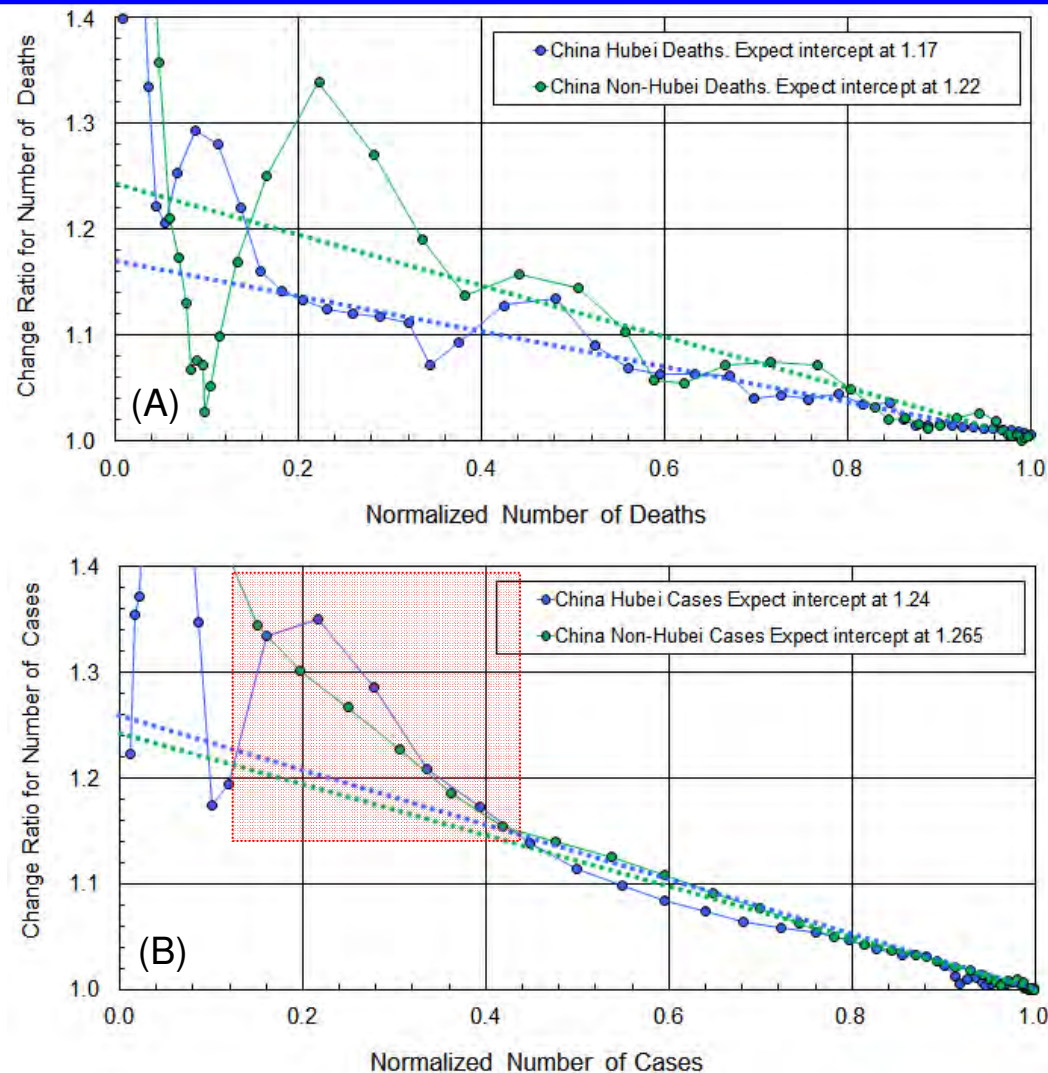 Change Ratio for Number of Deaths
1.4
1.3
1.2
1.1
1.0
China Hubei Deaths. Expect intercept at 1.17
China Non-Hubei Deaths. Expect intercept at 1.22
(A)
0.0 0.2 0.4 0.6 0.8 1.0
Normalized Number of Deaths
Change Ratio for Number of Cases
1.4
1.3
1.2
1.1
1.0
China Hubei Cases Expect intercept at 1.24
China Non-Hubei Cases Expect intercept at 1.265
(B)
0.0 0.2 0.4 0.6 0.8 1.0
Normalized Number of Cases